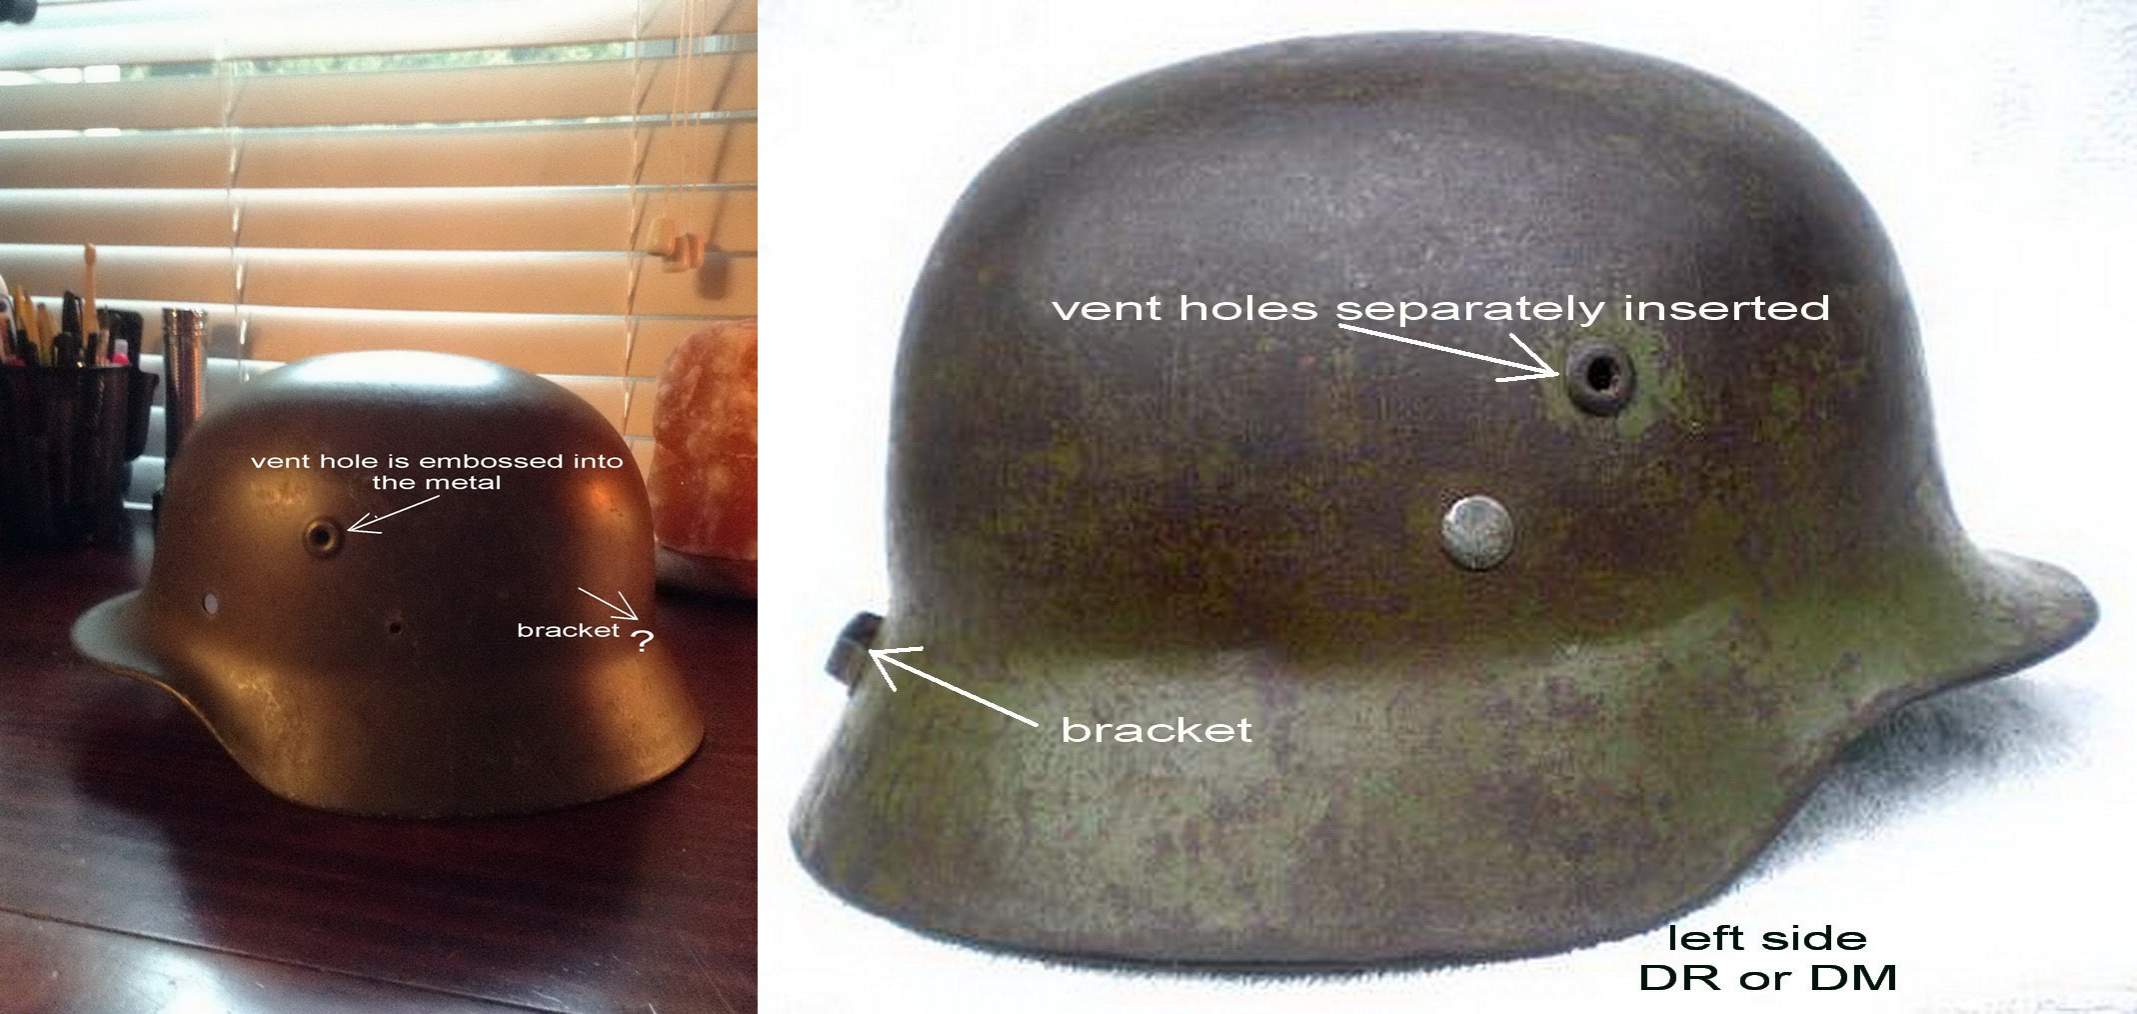 vent hole is embossed into
the metal
bracket ?
vent holes separately inserted
bracket
left side
DR or DM